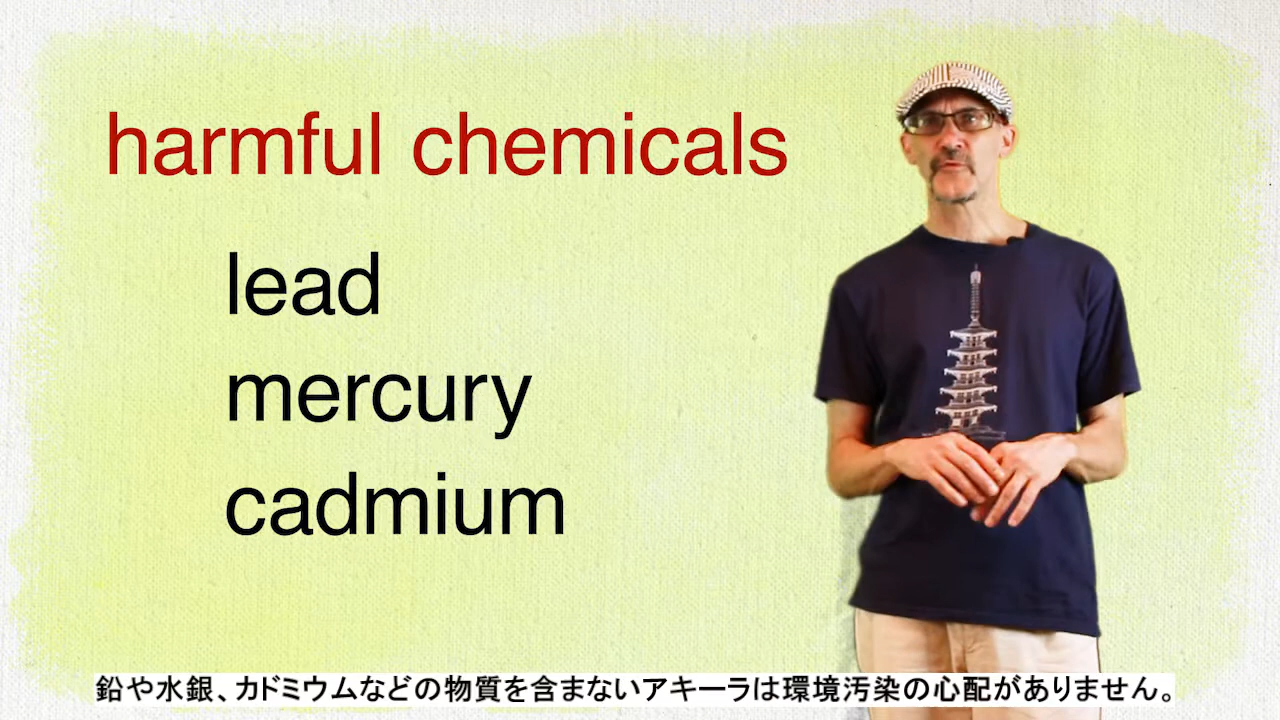 harmful chemicals
lead
mercury
cadmium
鉛や水銀、カドミウムなどの物質を含まないアキーラは環境汚染の心配がありません。